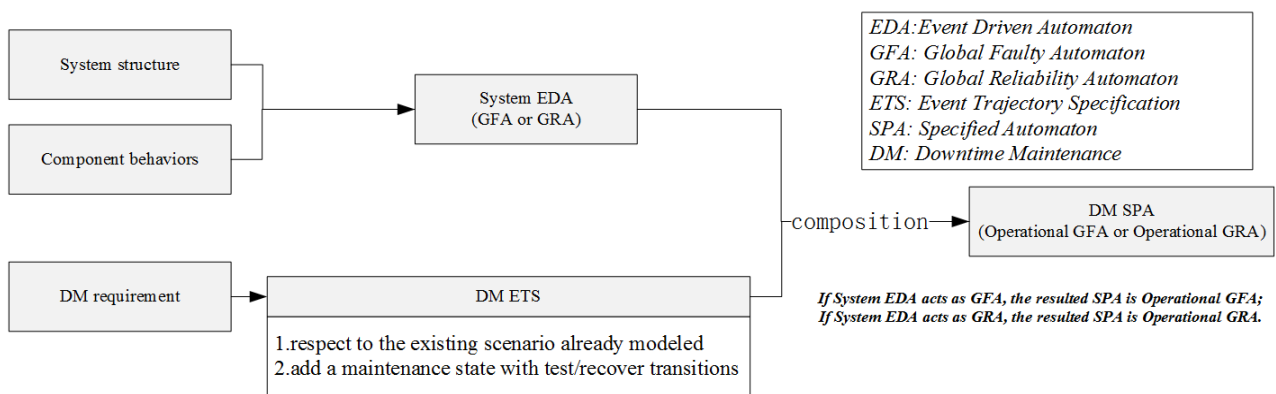 System structure
Component behaviors
System EDA
(GFA or GRA)
EDA:Event Driven Automaton
GFA: Global Faulty Automaton
GRA: Global Reliability Automaton
ETS: Event Trajectory Specification
SPA: Specified Automaton
DM: Downtime Maintenance
composition
DM SPA
(Operational GFA or Operational GRA)
DM requirement
DM ETS
1.respect to the existing scenario already modeled
2.add a maintenance state with test/recover transitions
If System EDA acts as GFA, the resulted SPA is Operational GFA;
If System EDA acts as GRA, the resulted SPA is Operational GRA.